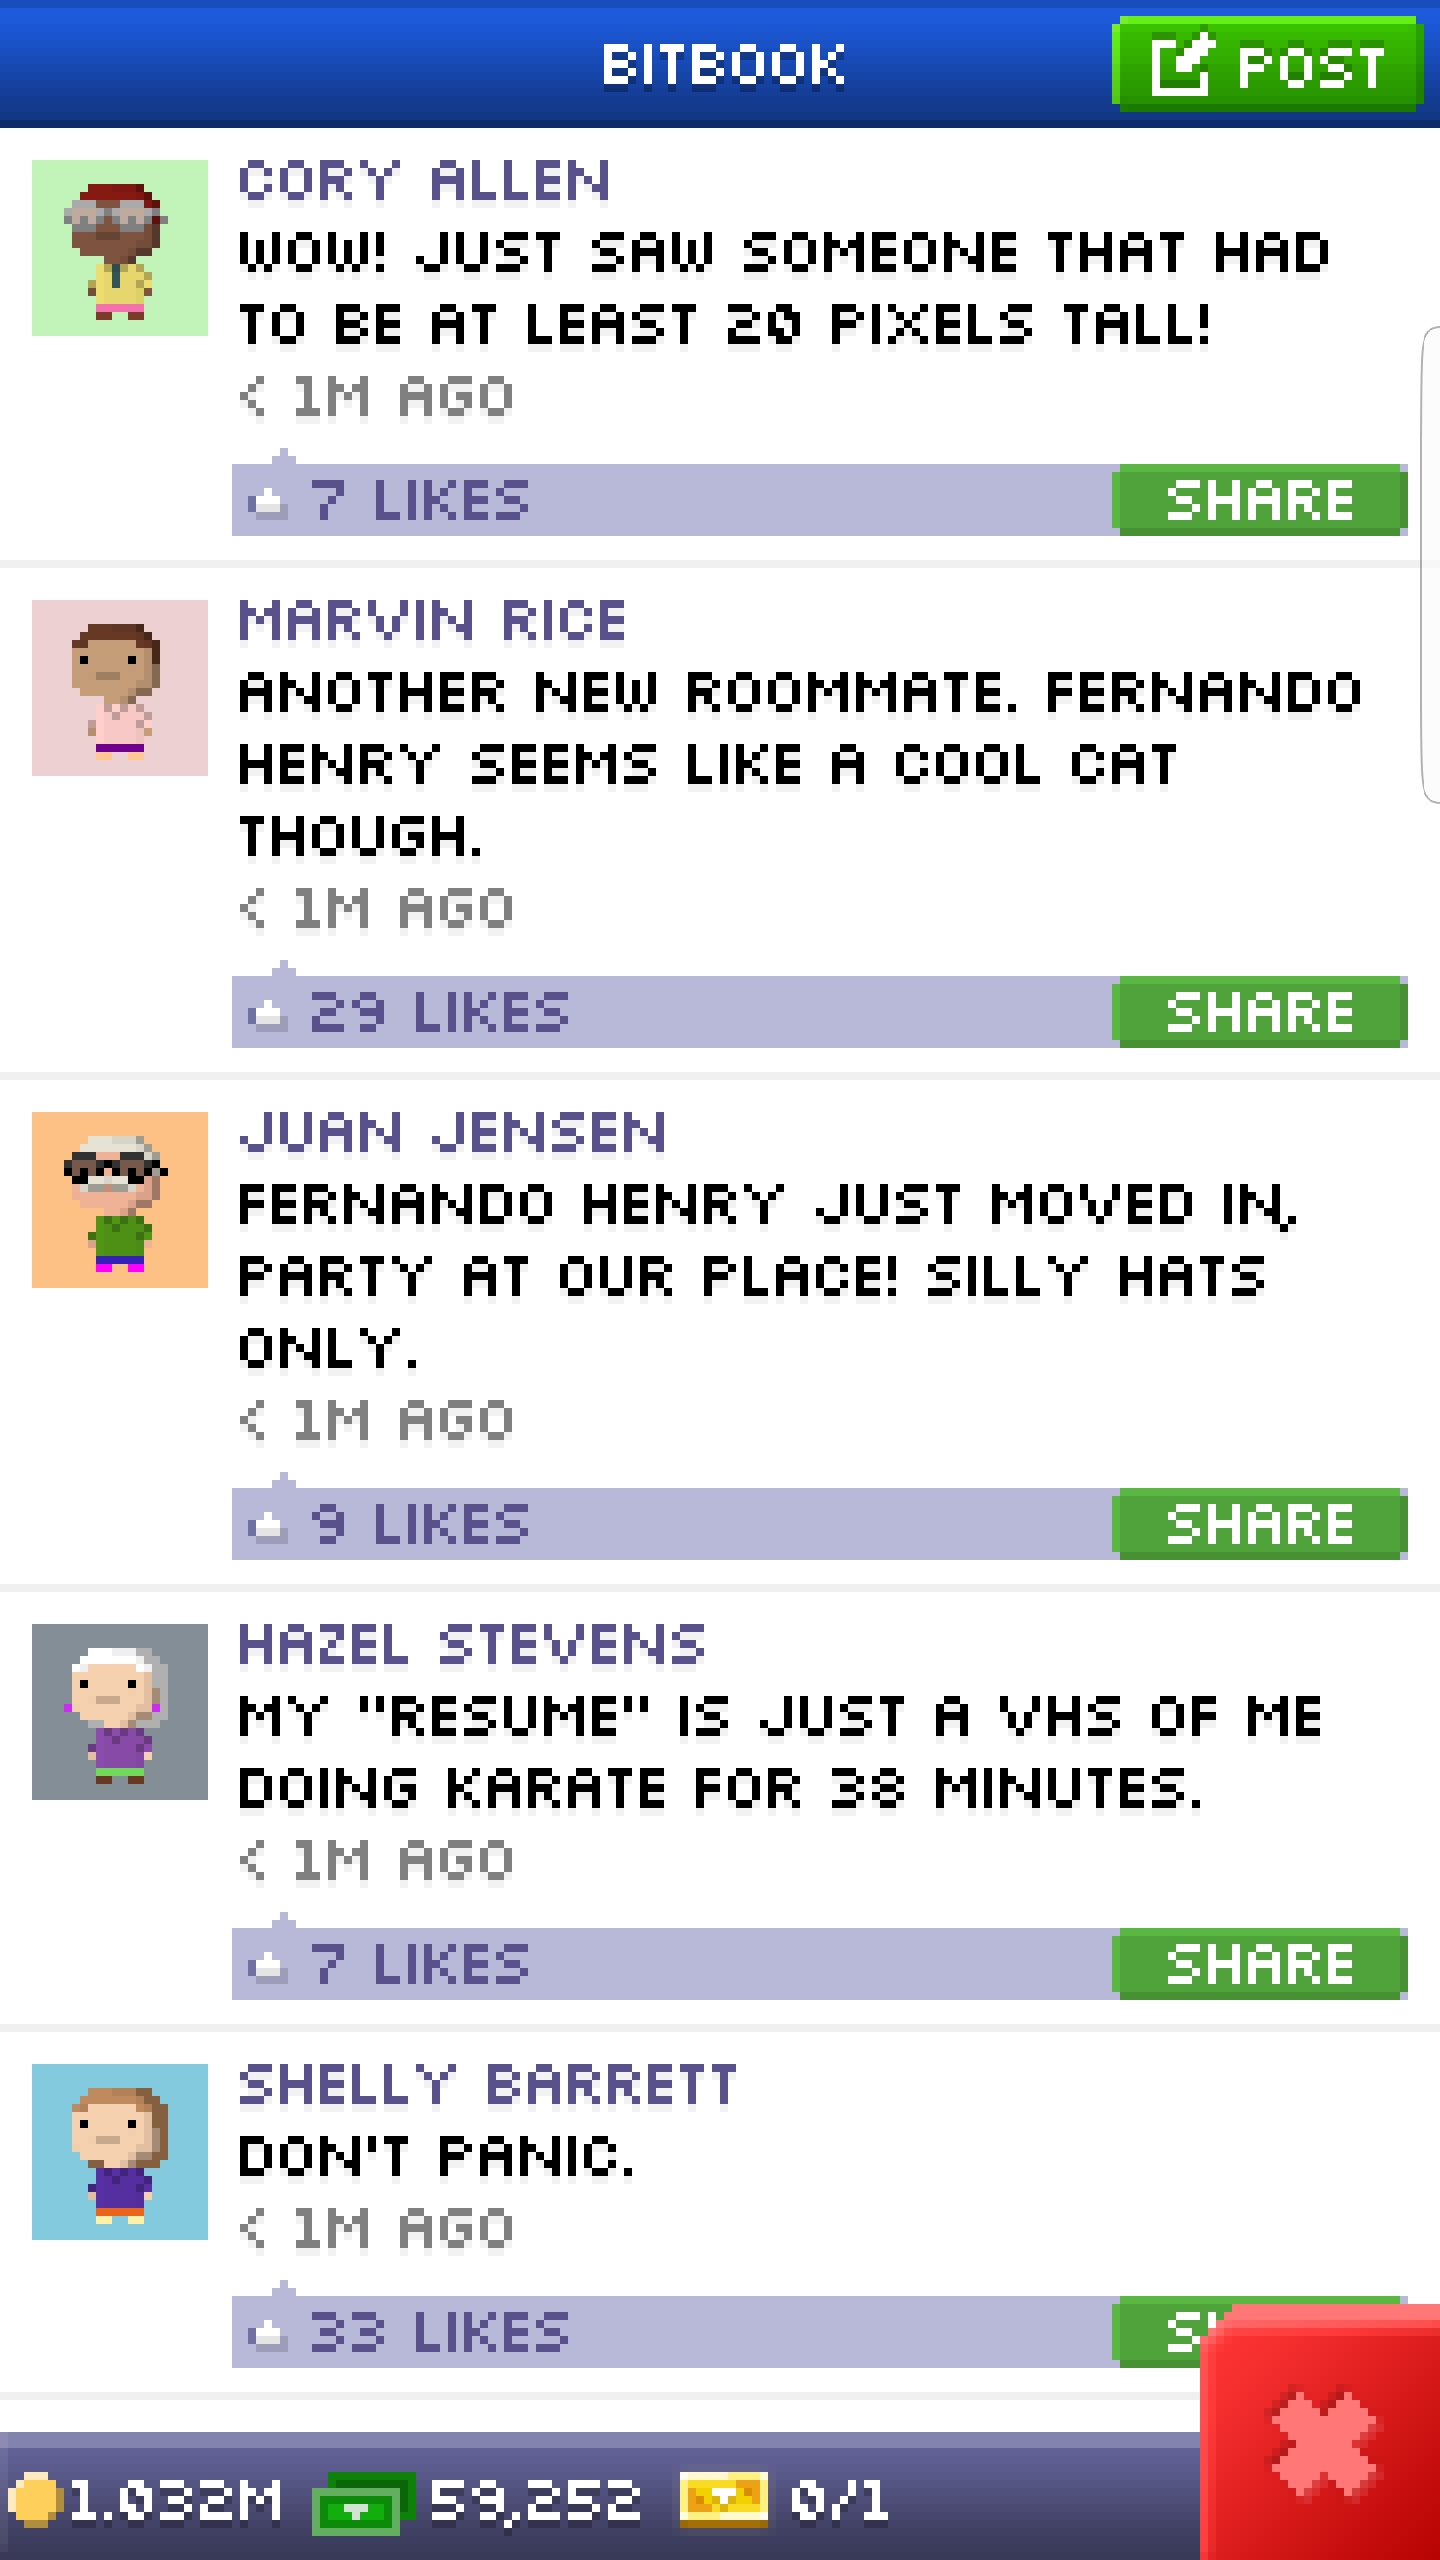 BITBOOK
POST
CORY ALLEN
WOW! JUST SAW SOMEONE THAT HAD
TO BE AT LEAST 20 PIXELS TALL!
< 1M AGO
7 LIKES
SHARE
MARVIN RICE
ANOTHER NEW ROOMMATE. FERNANDO
HENRY SEEMS LIKE A COOL CAT
THOUGH.
< 1M AGO
29 LIKES
SHARE
JUAN JENSEN
FERNANDO HENRY JUST MOVED IN,
PARTY AT OUR PLACE! SILLY HATS
ONLY.
< 1M AGO
9 LIKES
SHARE
HAZEL STEVENS
MY "RESUME" IS JUST A VHS OF ME
DOING KARATE FOR 38 MINUTES.
< 1M AGO
7 LIKES
SHARE
SHELLY BARRETT
DON'T PANIC.
< 1M AGO
33 LIKES
1.032M 59,252 0/1